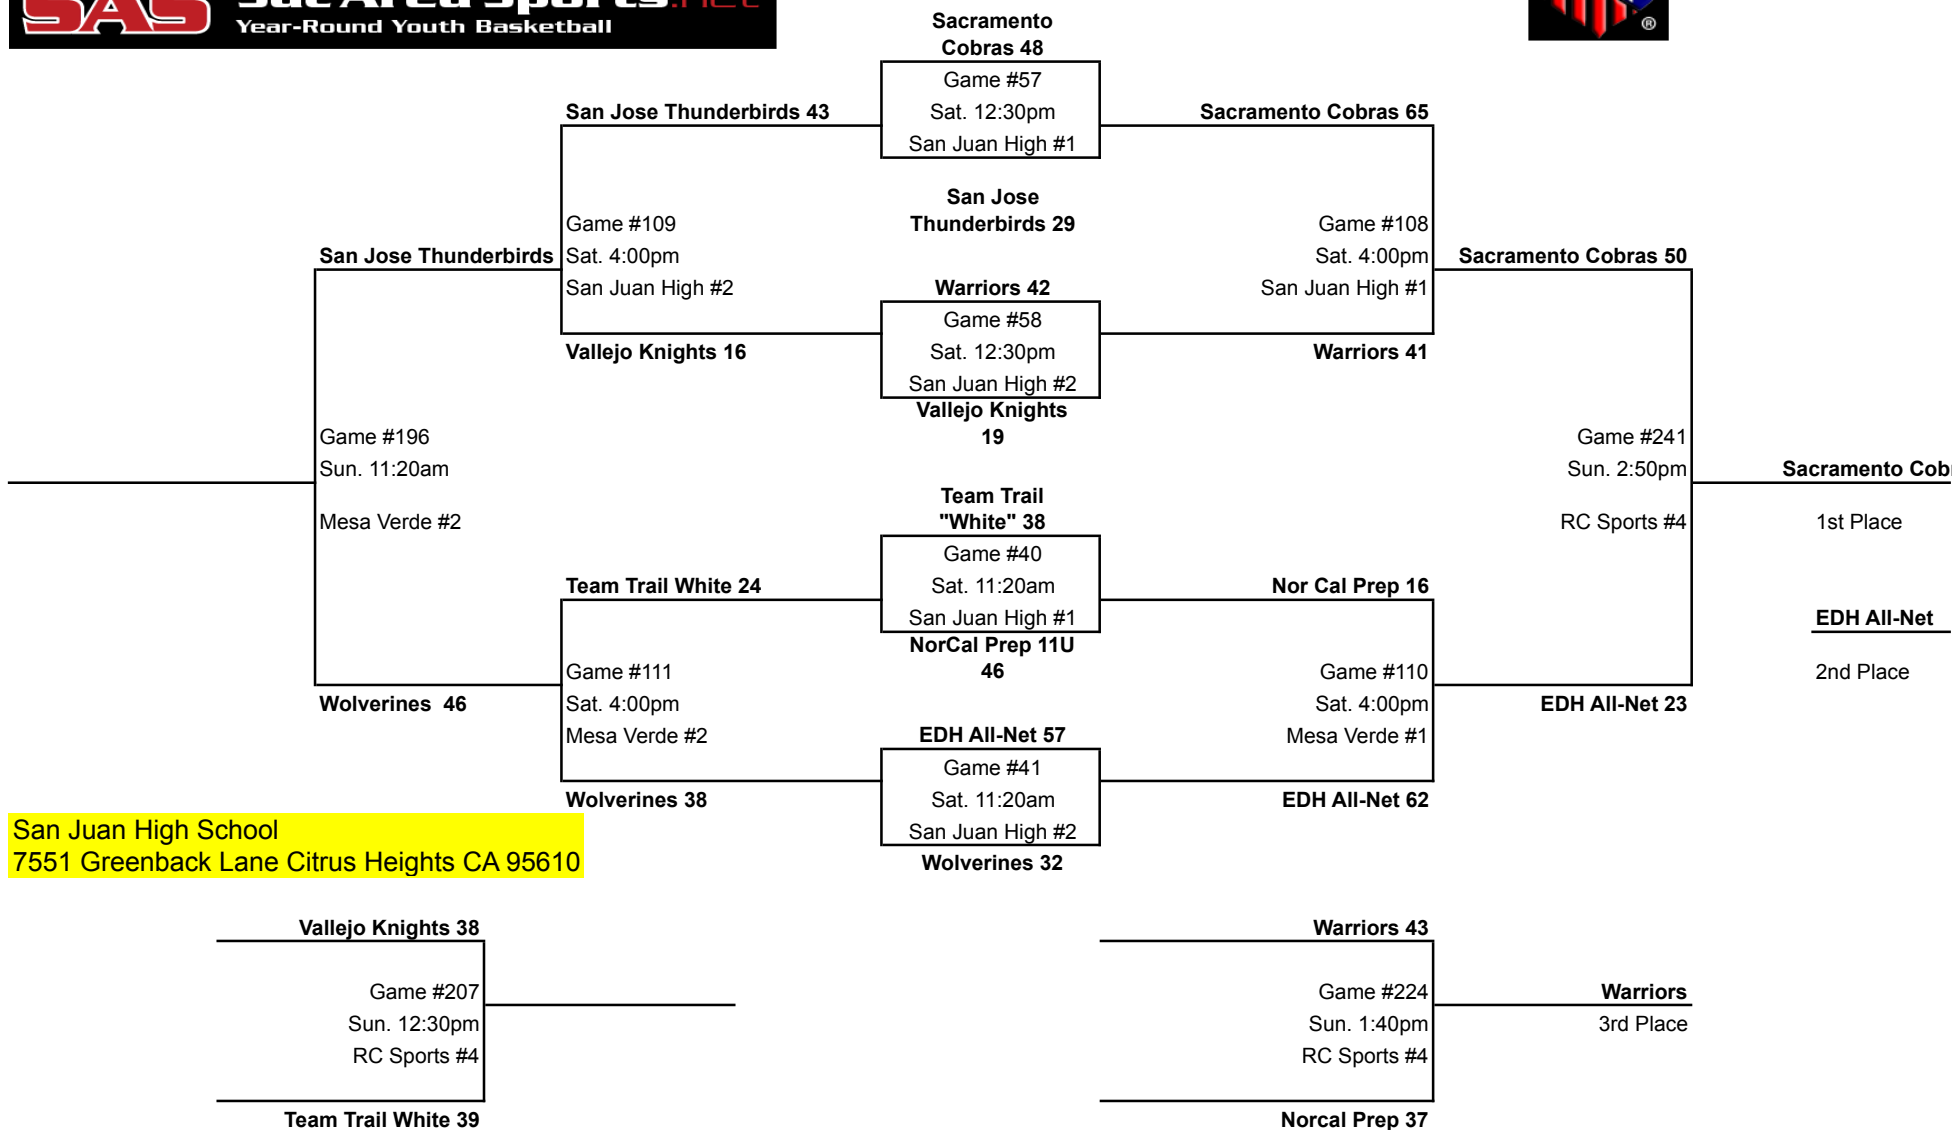 SAS
Sac Area Sports.net
Year-Round Youth Basketball
®
Sacramento
Cobras 48
Game #57
Sat. 12:30pm
San Juan High #1
San Jose
Thunderbirds 29
San Jose Thunderbirds 43
Sacramento Cobras 65
Game #109
Sat. 4:00pm
San Juan High #2
Game #108
Sat. 4:00pm
San Juan High #1
San Jose Thunderbirds
Sacramento Cobras 50
Warriors 42
Game #58
Sat. 12:30pm
San Juan High #2
Vallejo Knights
19
Vallejo Knights 16
Warriors 41
Game #196
Sun. 11:20am
Mesa Verde #2
Game #241
Sun. 2:50pm
RC Sports #4
Sacramento Cob
1st Place
Team Trail
"White" 38
Game #40
Sat. 11:20am
San Juan High #1
NorCal Prep 11U
46
Team Trail White 24
Nor Cal Prep 16
EDH All-Net
2nd Place
Game #111
Sat. 4:00pm
Mesa Verde #2
Game #110
Sat. 4:00pm
Mesa Verde #1
Wolverines 46
EDH All-Net 23
EDH All-Net 57
Game #41
Sat. 11:20am
San Juan High #2
Wolverines 32
Wolverines 38
EDH All-Net 62
San Juan High School
7551 Greenback Lane Citrus Heights CA 95610
Vallejo Knights 38
Game #207
Sun. 12:30pm
RC Sports #4
Team Trail White 39
Warriors 43
Game #224
Sun. 1:40pm
RC Sports #4
Norcal Prep 37
Warriors
3rd Place